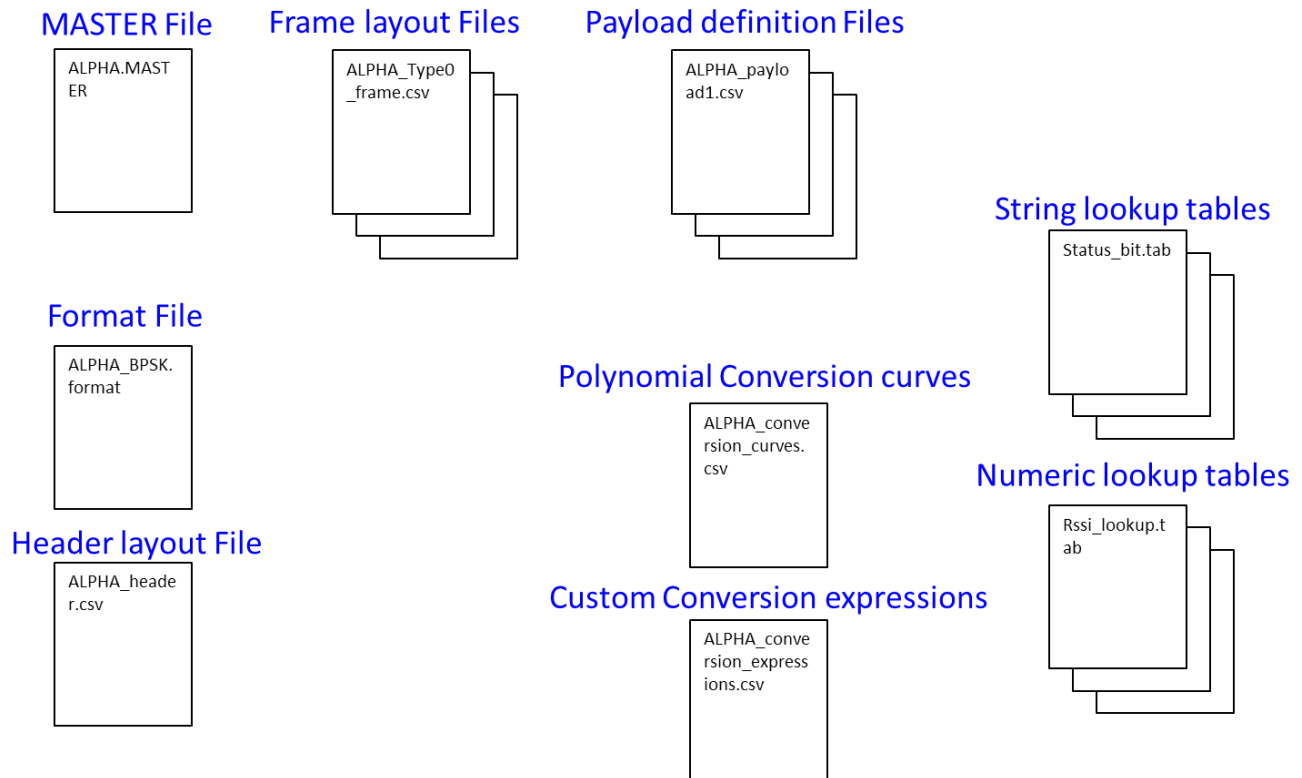 MASTER File
ALPHA.MAST
ER
Frame layout Files
ALPHA_Type0
_frame.csv
Payload definition Files
ALPHA_paylo
ad1.csv
String lookup tables
Status_bit.tab
Format File
ALPHA_BPSK.
format
Polynomial Conversion curves
ALPHA_conve
rsion_curves.
csv
Numeric lookup tables
Rssi_lookup.t
ab
Header layout File
ALPHA_heade
r.csv
Custom Conversion expressions
ALPHA_conve
rsion_express
ions.csv